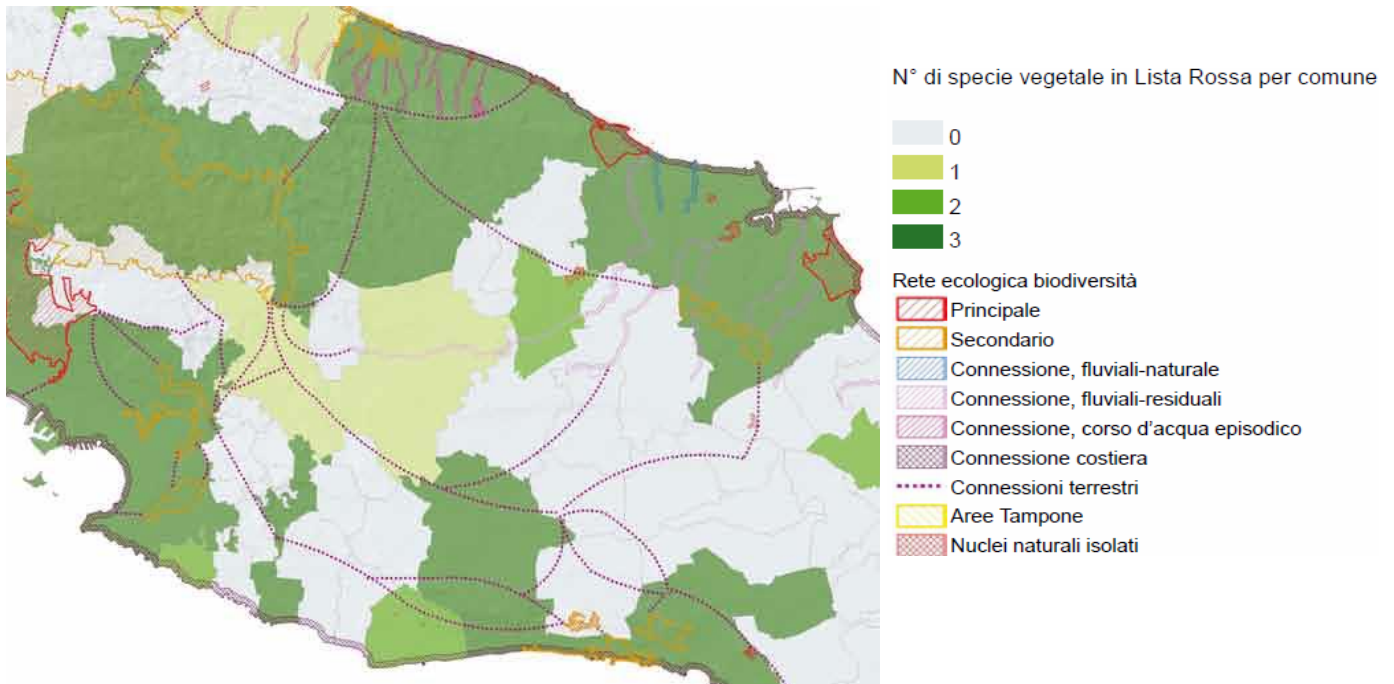 N° di specie vegetale in Lista Rossa per comune
0
1
2
3
Rete ecologica biodiversità
Principale
Secondario
Connessione, fluviali-naturale
Connessione, fluviali-residuali
Connessione, corso d'acqua episodico
Connessione costiera
Connessioni terrestri
Aree Tampone
Nuclei naturali isolati